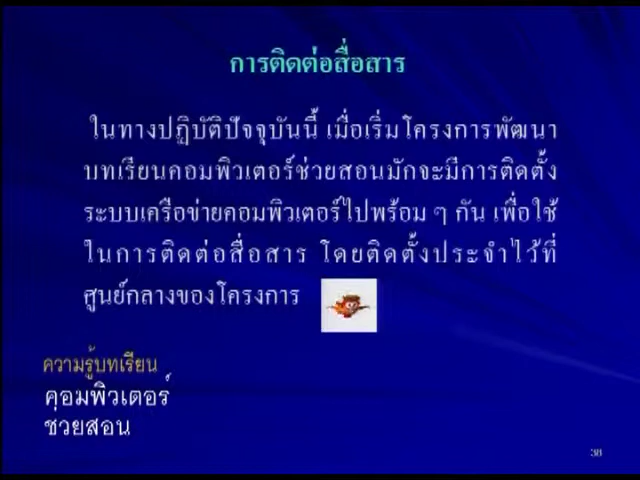 การติดต่อสื่อสาร
ในทางปฏิบัติปัจจุบันนี้ เมื่อเริ่มโครงการพัฒนา
บทเรียนคอมพิวเตอร์ช่วยสอนมักจะมีการติดตั้ง
ระบบเครือข่ายคอมพิวเตอร์ไปพร้อม ๆ กัน เพื่อใช้
ในการติดต่อสื่อสาร โดยติดตั้งประจำไว้ที่
ศูนย์กลางของโครงการ
ความรู้บทเรียน
คอมพิวเตอร์
ช่วยสอน
38